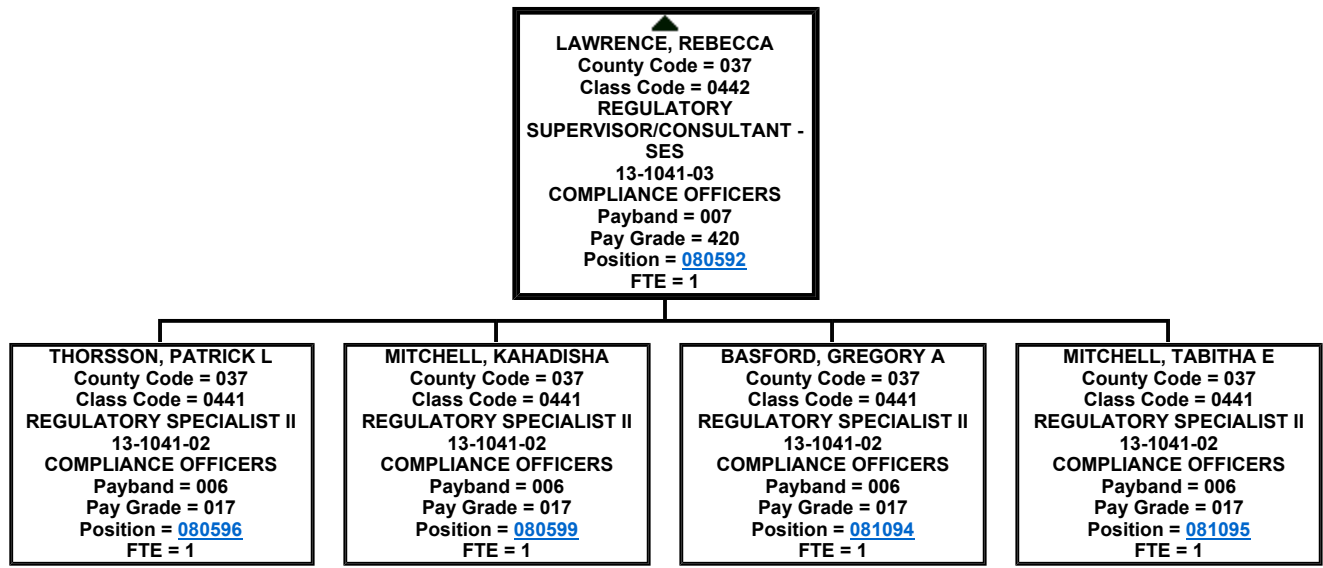 LAWRENCE, REBECCA
County Code = 037
Class Code = 0442
REGULATORY
SUPERVISOR/CONSULTANT -
SES
13-1041-03
COMPLIANCE OFFICERS
Payband = 007
Pay Grade = 420
Position = 080592
FTE = 1
THORSSON, PATRICK L
County Code = 037
Class Code = 0441
REGULATORY SPECIALIST II
13-1041-02
COMPLIANCE OFFICERS
Payband = 006
Pay Grade = 017
Position = 080596
FTE = 1
MITCHELL, KAHADISHA
County Code = 037
Class Code = 0441
REGULATORY SPECIALIST II
13-1041-02
COMPLIANCE OFFICERS
Payband = 006
Pay Grade = 017
Position = 080599
FTE = 1
BASFORD, GREGORY A
County Code = 037
Class Code = 0441
REGULATORY SPECIALIST II
13-1041-02
COMPLIANCE OFFICERS
Payband = 006
Pay Grade = 017
Position = 081094
FTE = 1
MITCHELL, TABITHA E
County Code = 037
Class Code = 0441
REGULATORY SPECIALIST II
13-1041-02
COMPLIANCE OFFICERS
Payband = 006
Pay Grade = 017
Position = 081095
FTE = 1